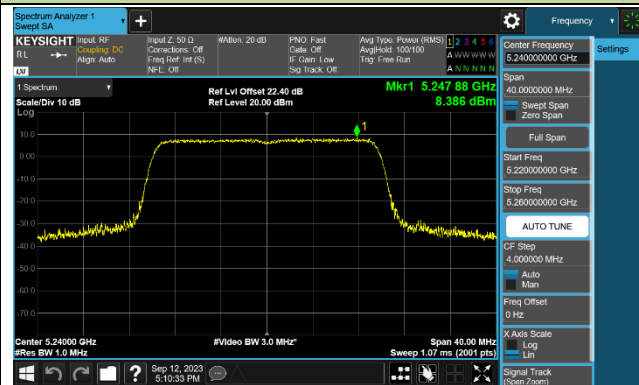 Spectrum Analyzer 1
Swept SA
Frequency
KEYSIGHT
RL
LXI
Input: RF
Coupling: DC
Align: Auto
Input Z: 50 Ω
Corrections: Off
Freq Ref: Int (S)
NFE: Off
#Atten: 20 dB
PNO: Fast
Gate: Off
IF Gain: Low
Sig Track: Off
Avg Type: Power (RMS)
Avg|Hold: 100/100
Trig: Free Run
1 2 3 4 5 6
A W W W W W
A N N N N N
1 Spectrum
Scale/Div 10 dB
Log
Ref Lvl Offset 22.40 dB
Ref Level 20.00 dBm
Mkr1 5.247 88 GHz
8.386 dBm
1
10.0
0.00
-10.0
-20.0
-30.0
-40.0
-50.0
-60.0
-70.0
Center 5.24000 GHz
#Res BW 1.0 MHz
#Video BW 3.0 MHz*
Span 40.00 MHz
Sweep 1.07 ms (2001 pts)
Sep 12, 2023
5:10:33 PM
Center Frequency
5.240000000 GHz
Settings
Span
40.0000000 MHz
Swept Span
Zero Span
Full Span
Start Freq
5.220000000 GHz
Stop Freq
5.260000000 GHz
AUTO TUNE
CF Step
4.000000 MHz
Auto
Man
Freq Offset
0 Hz
X Axis Scale
Log
Lin
Signal Track
(Span Zoom)